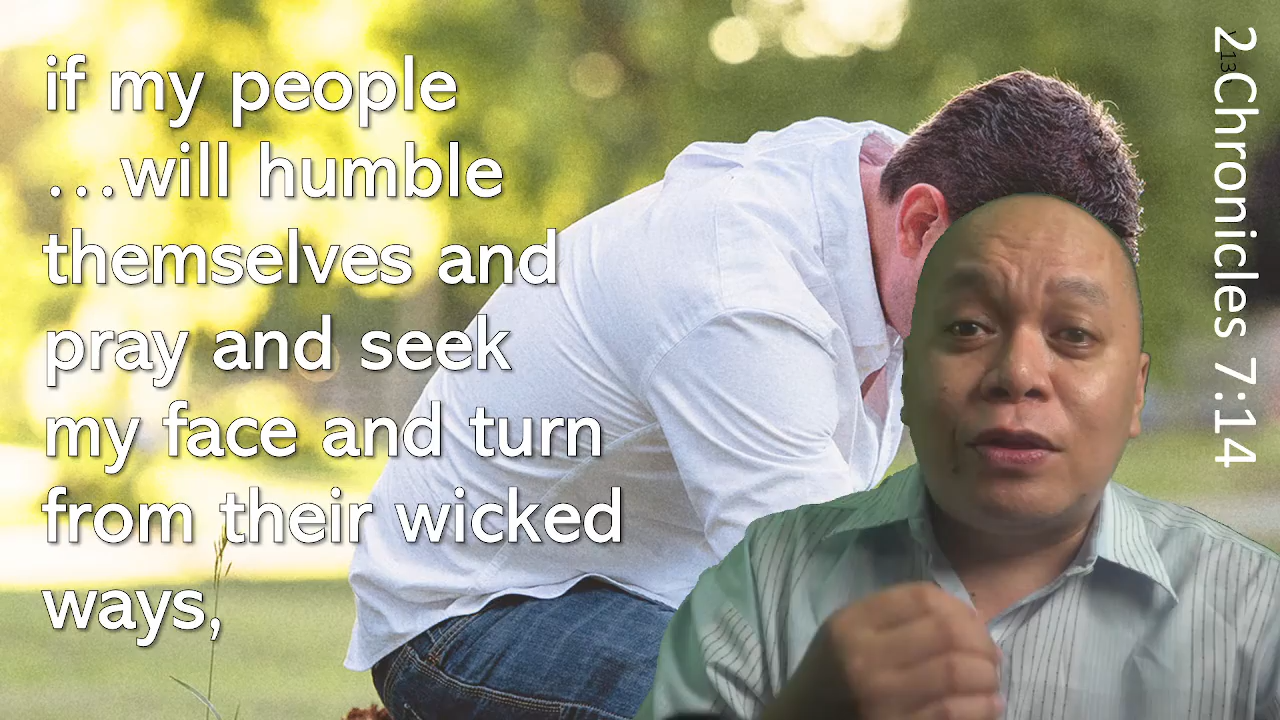 if my people
...will humble
themselves and
pray and seek
my face and turn
from their wicked
ways,
2 Chronicles 7:14